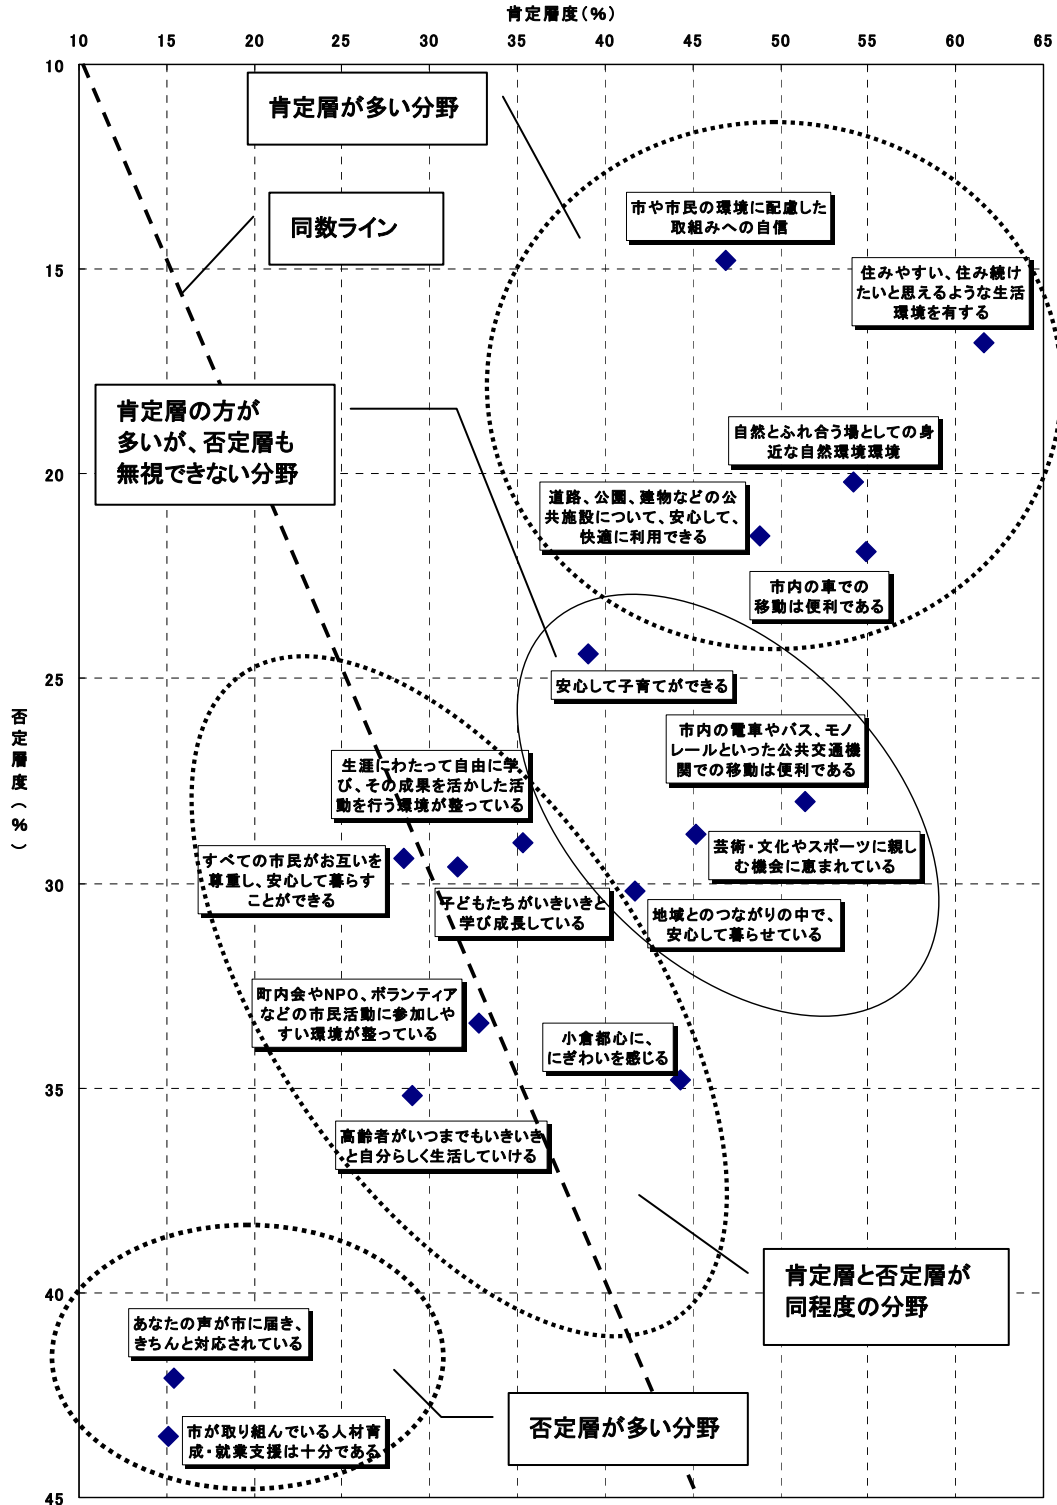 肯定層度(%)
10 15 20 25 30 35 40 45 50 55 60 65
10
15
20
25
30
35
40
45
否定層度(%)
肯定層が多い分野
同数ライン
市や市民の環境に配慮した
取組みへの自信
住みやすい、住み続け
たいと思えるような生活
環境を有する
肯定層の方が
多いが、否定層も
無視できない分野
自然とふれ合う場としての身
近な自然環境環境
道路、公園、建物などの公
共施設について、安心して、
快適に利用できる
市内の車での
移動は便利である
安心して子育てができる
市内の電車やバス、モノ
レールといった公共交通機
関での移動は便利である
生涯にわたって自由に学
び、その成果を活かした活
動を行う環境が整っている
芸術・文化やスポーツに親し
む機会に恵まれている
すべての市民がお互いを
尊重し、安心して暮らす
ことができる
子どもたちがいきいきと
学び成長している
地域とのつながりの中で、
安心して暮らせている
町内会やNPO、ボランティア
などの市民活動に参加しや
すい環境が整っている
小倉都心に、
にぎわいを感じる
高齢者がいつまでもいきいき
と自分らしく生活していける
肯定層と否定層が
同程度の分野
あなたの声が市に届き、
きちんと対応されている
否定層が多い分野
市が取り組んでいる人材育
成・就業支援は十分である